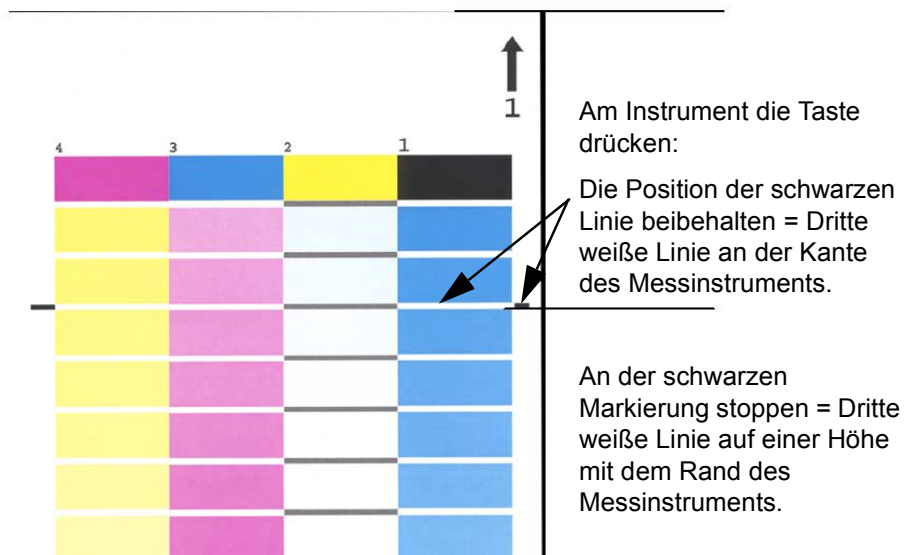 1
4 3 2 1
Am Instrument die Taste
drücken:
Die Position der schwarzen
Linie beibehalten = Dritte
weiße Linie an der Kante
des Messinstruments.
An der schwarzen
Markierung stoppen = Dritte
weiße Linie auf einer Höhe
mit dem Rand des
Messinstruments.